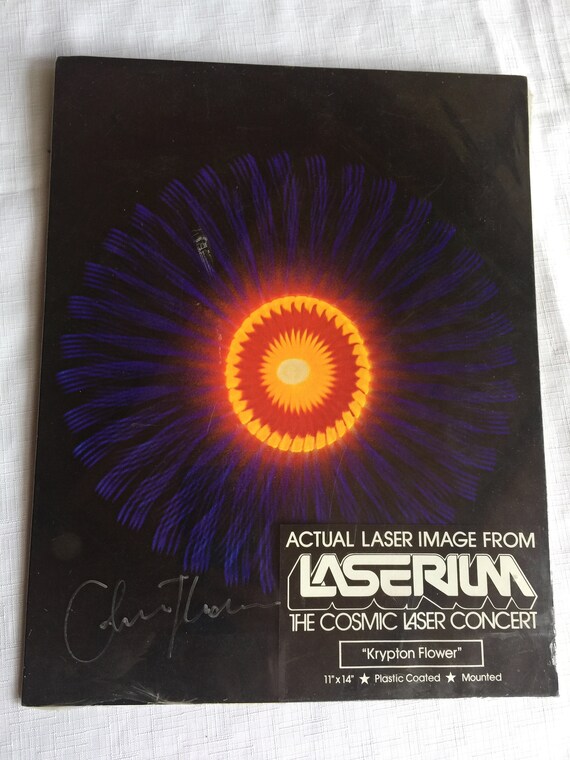 ACTUAL LASER IMAGE FROM
LASERIUM
THE COSMIC LASER CONCERT
"Krypton Flower"
11"x14" ★ Plastic Coated ★ Mounted